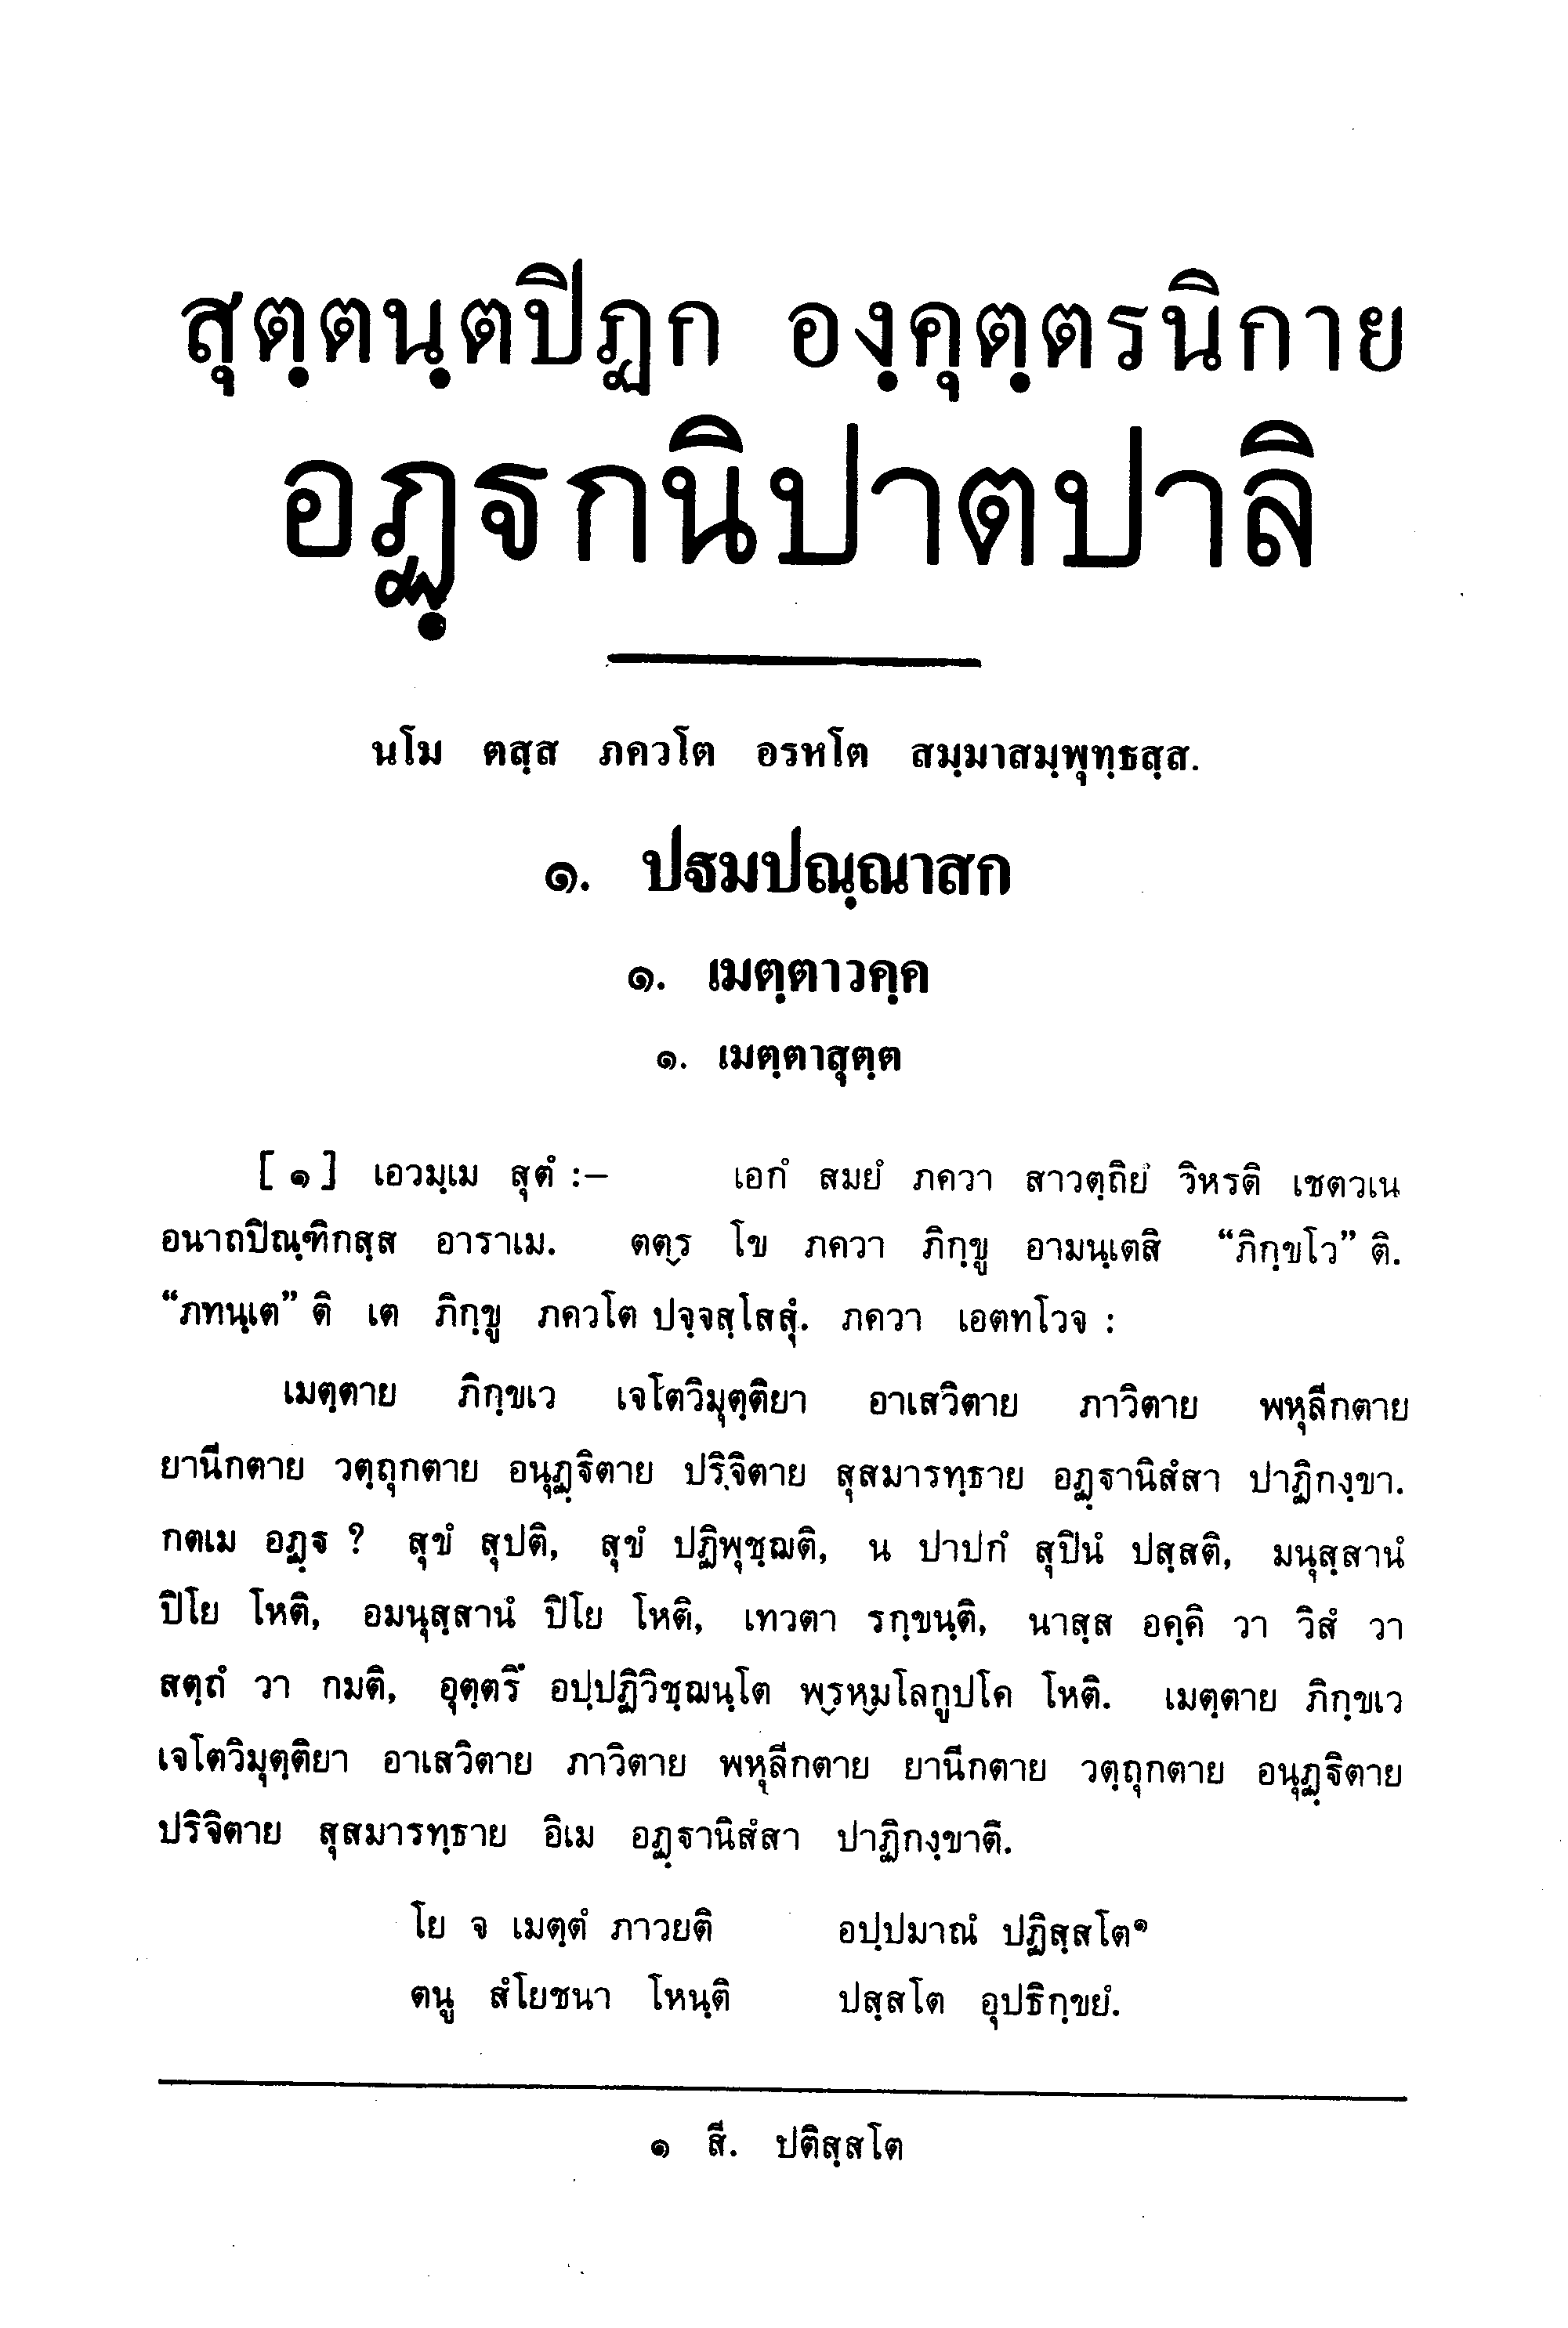 สุตฺตนฺตปิฏก องฺคุตฺตรนิกาย
อฏฺฐกนิปาตปาลิ
นโม ตสฺส ภควโต อรหโต สมฺมาสมฺพุทฺธสฺส.
๑. ปฐมปณฺณาสก
๑. เมตฺตาวคฺค
๑. เมตฺตาสุตฺต
[ ๑ ] เอวมฺเม สุตํ :– เอกํ สมยํ ภควา สาวตฺถิยํ วิหรติ เชตวเน
อนาถปิณฺฑิกสฺส อาราเม. ตตฺร โข ภควา ภิกฺขู อามนฺเตสิ “ภิกฺขโว” ติ.
“ภทนฺเต” ติ เต ภิกฺขู ภควโต ปจฺจสฺโสสุํ. ภควา เอตทโวจ :
เมตฺตาย ภิกฺขเว เจโตวิมุตฺติยา อาเสวิตาย ภาวิตาย พหุลีกตาย
ยานีกตาย วตฺถุกตาย อนุฏฺฐิตาย ปริจิตาย สุสมารทฺธาย อฏฺฐานิสํสา ปาฏิกงฺขา.
กตเม อฏฺฐ ? สุขํ สุปติ, สุขํ ปฏิพุชฺฌติ, น ปาปกํ สุปินํ ปสฺสติ, มนุสฺสานํ
ปิโย โหติ, อมนุสฺสานํ ปิโย โหติ, เทวตา รกฺขนฺติ, นาสฺส อคฺคิ วา วิสํ วา
สตฺถํ วา กมติ, อุตฺตรึ อปฺปฏิวิชฺฌนฺโต พฺรหฺมโลกูปโค โหติ. เมตฺตาย ภิกฺขเว
เจโตวิมุตฺติยา อาเสวิตาย ภาวิตาย พหุลีกตาย ยานีกตาย วตฺถุกตาย อนุฏฺฐิตาย
ปริจิตาย สุสมารทฺธาย อิเม อฏฺฐานิสํสา ปาฏิกงฺขาติ.
โย จ เมตฺตํ ภาวยติ อปฺปมาณํ ปฏิสฺสโต๑
ตนู สํโยชนา โหนฺติ ปสฺสโต อุปธิกฺขยํ.
๑ สี. ปติสฺสโต